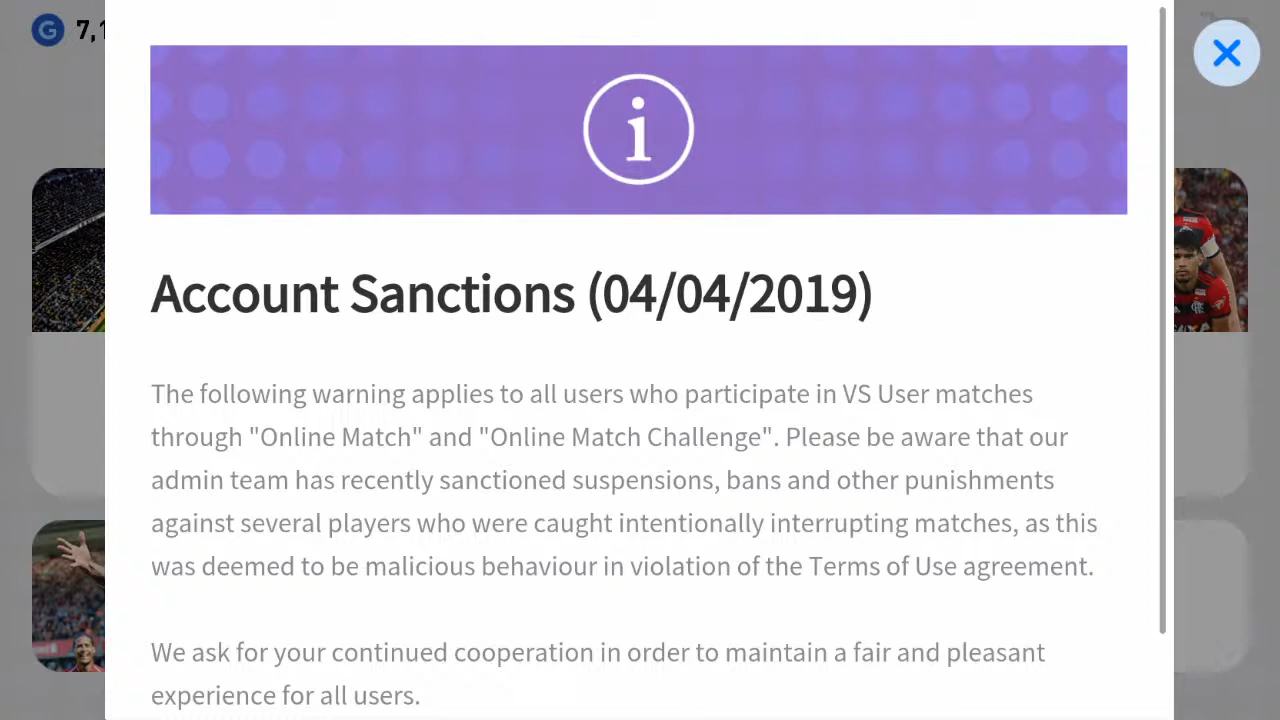 G 7,1
i
Account Sanctions (04/04/2019)
The following warning applies to all users who participate in VS User matches
through "Online Match" and "Online Match Challenge". Please be aware that our
admin team has recently sanctioned suspensions, bans and other punishments
against several players who were caught intentionally interrupting matches, as this
was deemed to be malicious behaviour in violation of the Terms of Use agreement.
We ask for your continued cooperation in order to maintain a fair and pleasant
experience for all users.